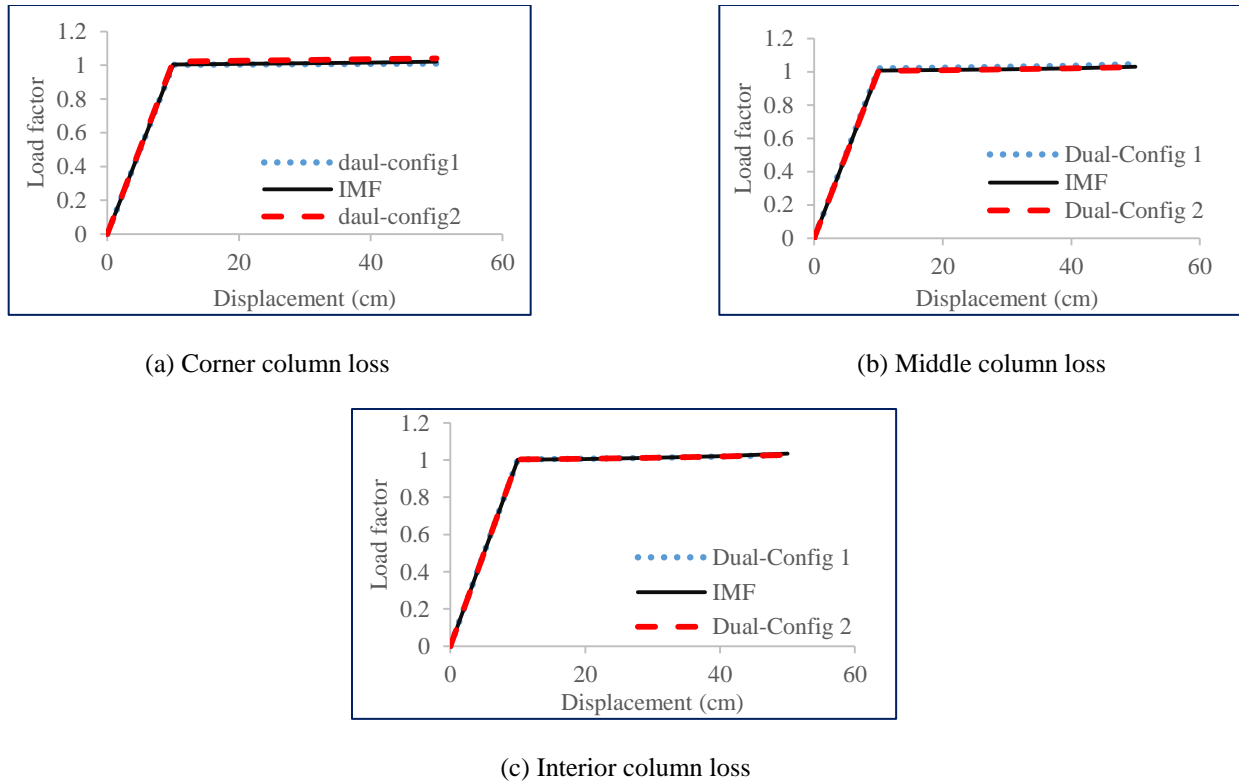 1.2
1
0.8
0.6
0.4
0.2
0
Load factor
daul-config1
IMF
daul-config2
0 20 40 60
Displacement (cm)
(a) Corner column loss
1.2
1
0.8
0.6
0.4
0.2
0
Load factor
Dual-Config 1
IMF
Dual-Config 2
0 20 40 60
Displacement (cm)
(b) Middle column loss
1.2
1
0.8
0.6
0.4
0.2
0
Load factor
Dual-Config 1
IMF
Dual-Config 2
0 20 40 60
Displacement (cm)
(c) Interior column loss